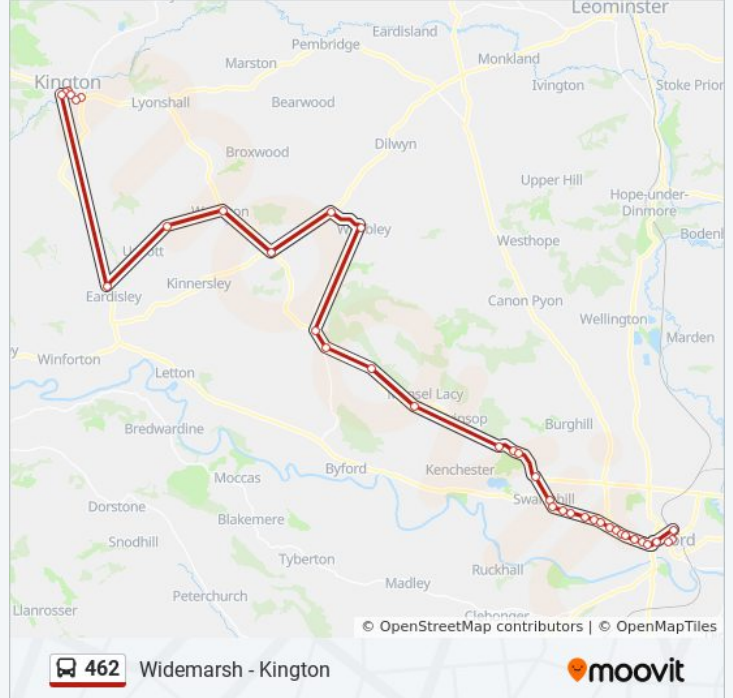 Leominster
Eardisland
Pembridge
Monkland
Marston
Kington
Ivington
Stoke Prior
Lyonshall
Bearwood
Dilwyn
Broxwood
Upper Hill
Hope-under-
Dinmore
Westhope
Kinnersley
Eardisley
Canon Pyon
Wellington
Marden
Winforton
Letton
Burghill
Bredwardine
Byford
Kenchester
Moccas
Dorstone
Blakemere
Snodhill
Tyberton
Ruckhall
Madley
Peterchurch
Llanrosser
Clehonger
© OpenStreetMap contributors | © OpenMapTiles
462 Widemarsh - Kington
moovit